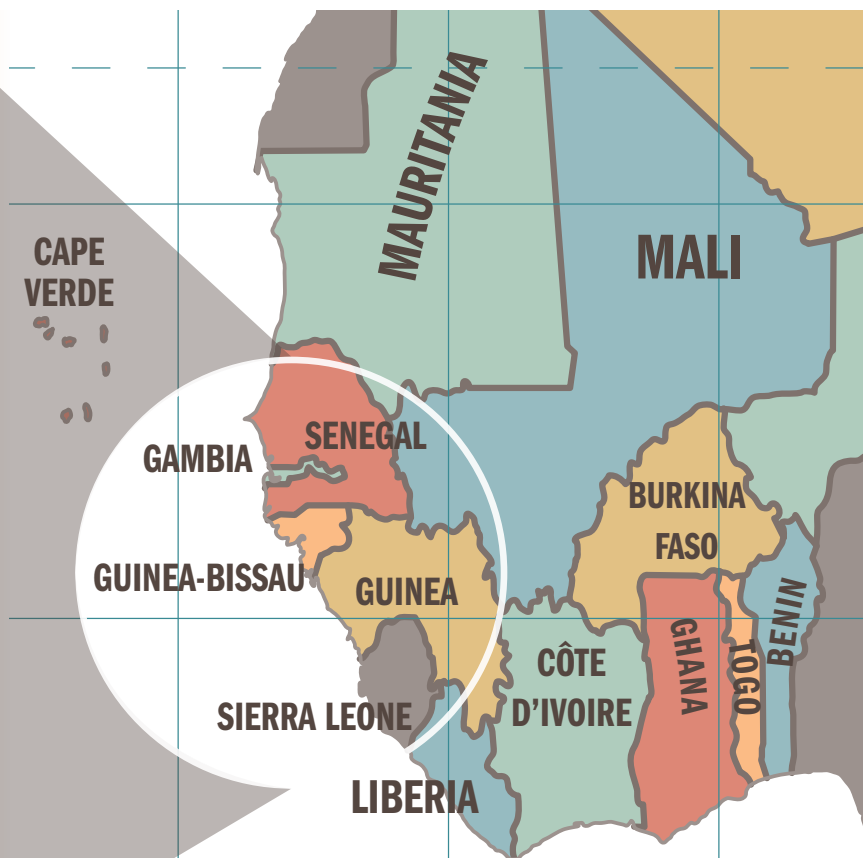 MAURITANIA
CAPE
VERDE
MALI
SENEGAL
GAMBIA
BURKINA
FASO
GUINEA-BISSAU
GUINEA
GHANA
TOGO
BENIN
CÔTE
D'IVOIRE
SIERRA LEONE
LIBERIA